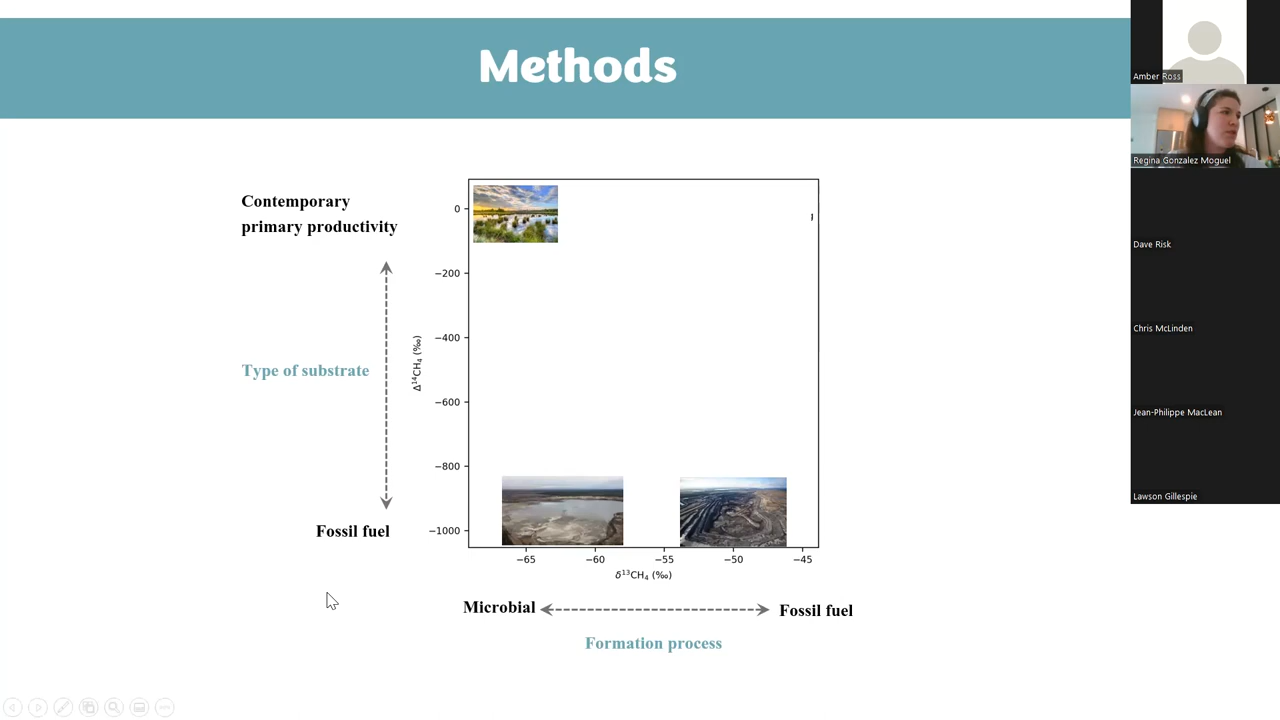 Methods
Amber Ross
Regina Gonzalez Moguel
Dave Risk
Chris McLinden
Jean-Philippe MacLean
Lawson Gillespie
Contemporary
primary productivity
Type of substrate
Fossil fuel
Δ¹⁴CH₄ (‰)
0
−200
−400
−600
−800
−1000
−65
−60
−55
−50
−45
δ¹³CH₄ (‰)
Microbial
Fossil fuel
Formation process